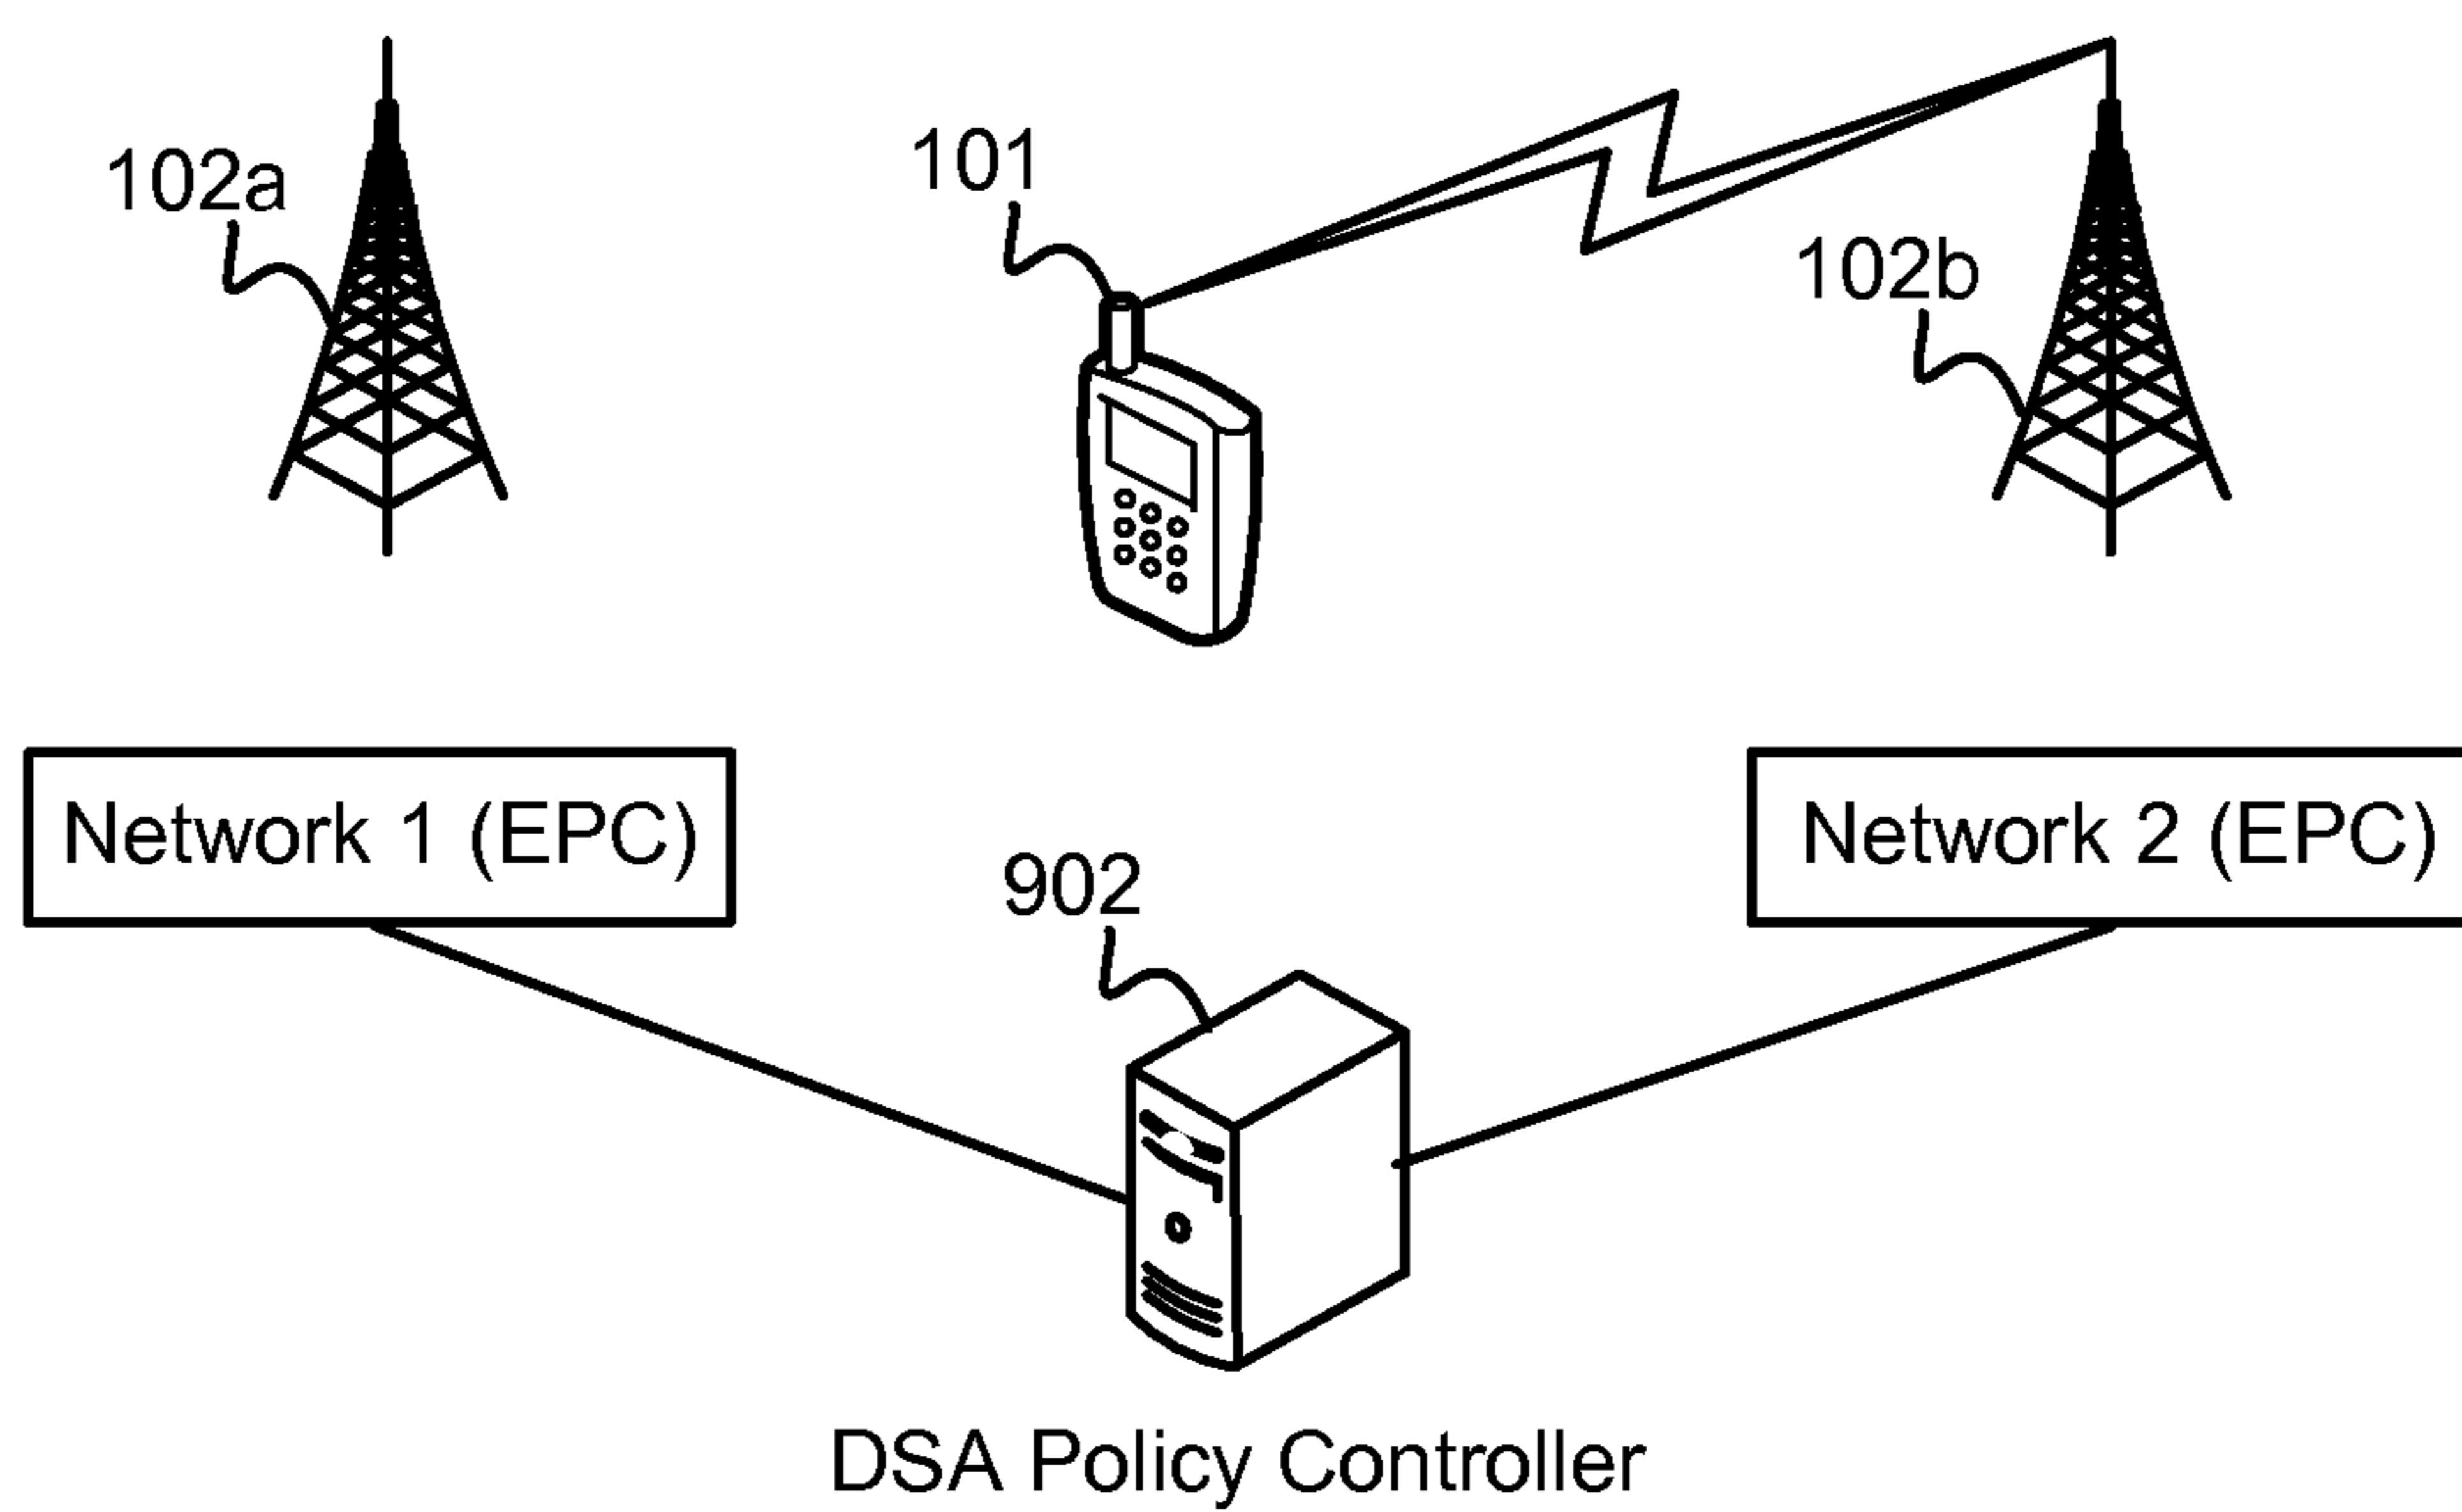 102a
101
102b
Network 1 (EPC)
Network 2 (EPC)
902
DSA Policy Controller